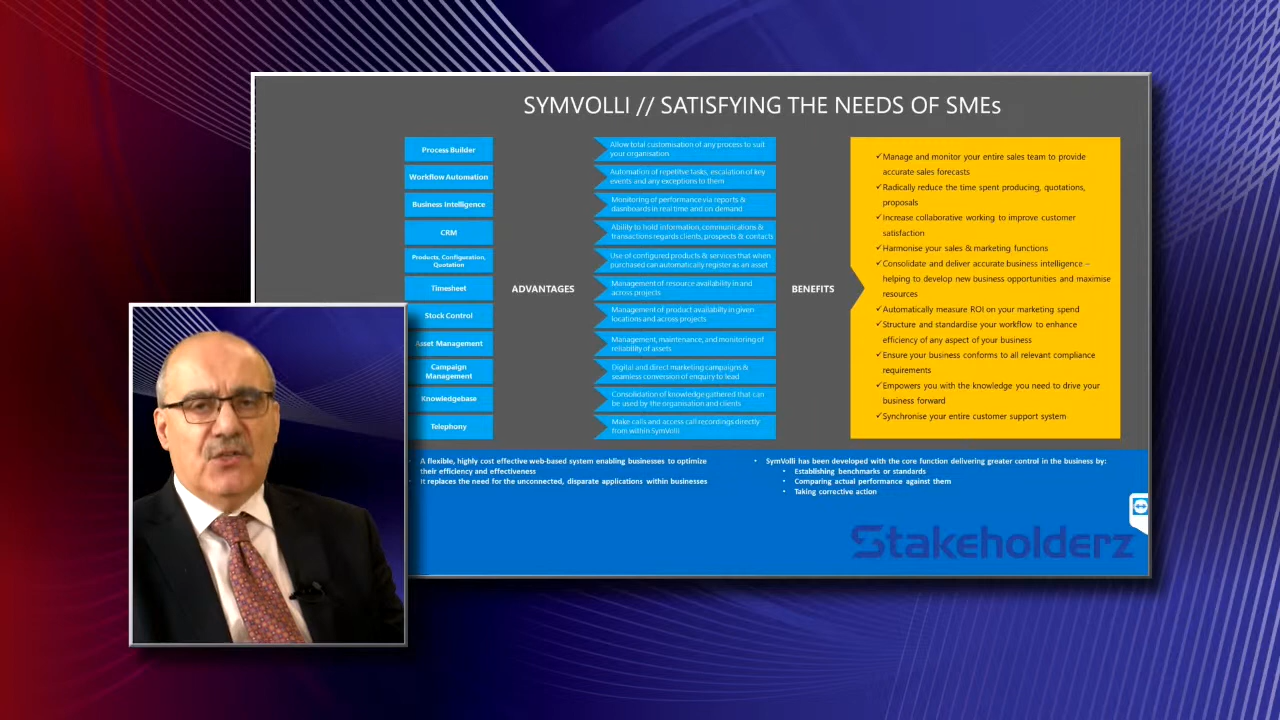 SYMVOLLI // SATISFYING THE NEEDS OF SMEs
Process Builder
Workflow Automation
Business Intelligence
CRM
Products, Configuration,
Quotation
Timesheet
Stock Control
Asset Management
Campaign
Management
Knowledgebase
Telephony
ADVANTAGES
Allow total customisation of any process to suit
your organisation
Automation of repetitive tasks, escalation of key
events and any exceptions to them
Monitoring of performance via reports &
dashboards in real time and on demand
Ability to hold information, communications &
transactions regards clients, prospects & contacts
Use of configured products & services that when
purchased can automatically register as an asset
Management of resource availability in and
across projects
Management of product availability in given
locations and across projects
Management, maintenance, and monitoring of
reliability of assets
Digital and direct marketing campaigns &
seamless conversion of enquiry to lead
Consolidation of knowledge gathered that can
be used by the organisation and clients
Make calls and access call recordings directly
from within SymVolli
BENEFITS
✓Manage and monitor your entire sales team to provide
accurate sales forecasts
✓Radically reduce the time spent producing, quotations,
proposals
✓Increase collaborative working to improve customer
satisfaction
✓Harmonise your sales & marketing functions
✓Consolidate and deliver accurate business intelligence –
helping to develop new business opportunities and maximise
resources
✓Automatically measure ROI on your marketing spend
✓Structure and standardise your workflow to enhance
efficiency of any aspect of your business
✓Ensure your business conforms to all relevant compliance
requirements
✓Empowers you with the knowledge you need to drive your
business forward
✓Synchronise your entire customer support system
• A flexible, highly cost effective web-based system enabling businesses to optimize
their efficiency and effectiveness
• It replaces the need for the unconnected, disparate applications within businesses
• SymVolli has been developed with the core function delivering greater control in the business by:
• Establishing benchmarks or standards
• Comparing actual performance against them
• Taking corrective action
Stakeholderz